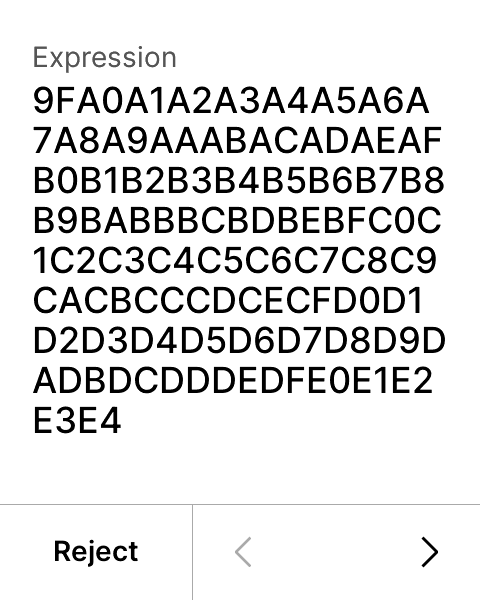 Expression
9FA0A1A2A3A4A5A6A
7A8A9AAABACADAEAF
B0B1B2B3B4B5B6B7B8
B9BABBBCBDBEBFC0C
1C2C3C4C5C6C7C8C9
CACBCCCDCECFD0D1
D2D3D4D5D6D7D8D9D
ADBDCDDDEDFE0E1E2
E3E4
Reject